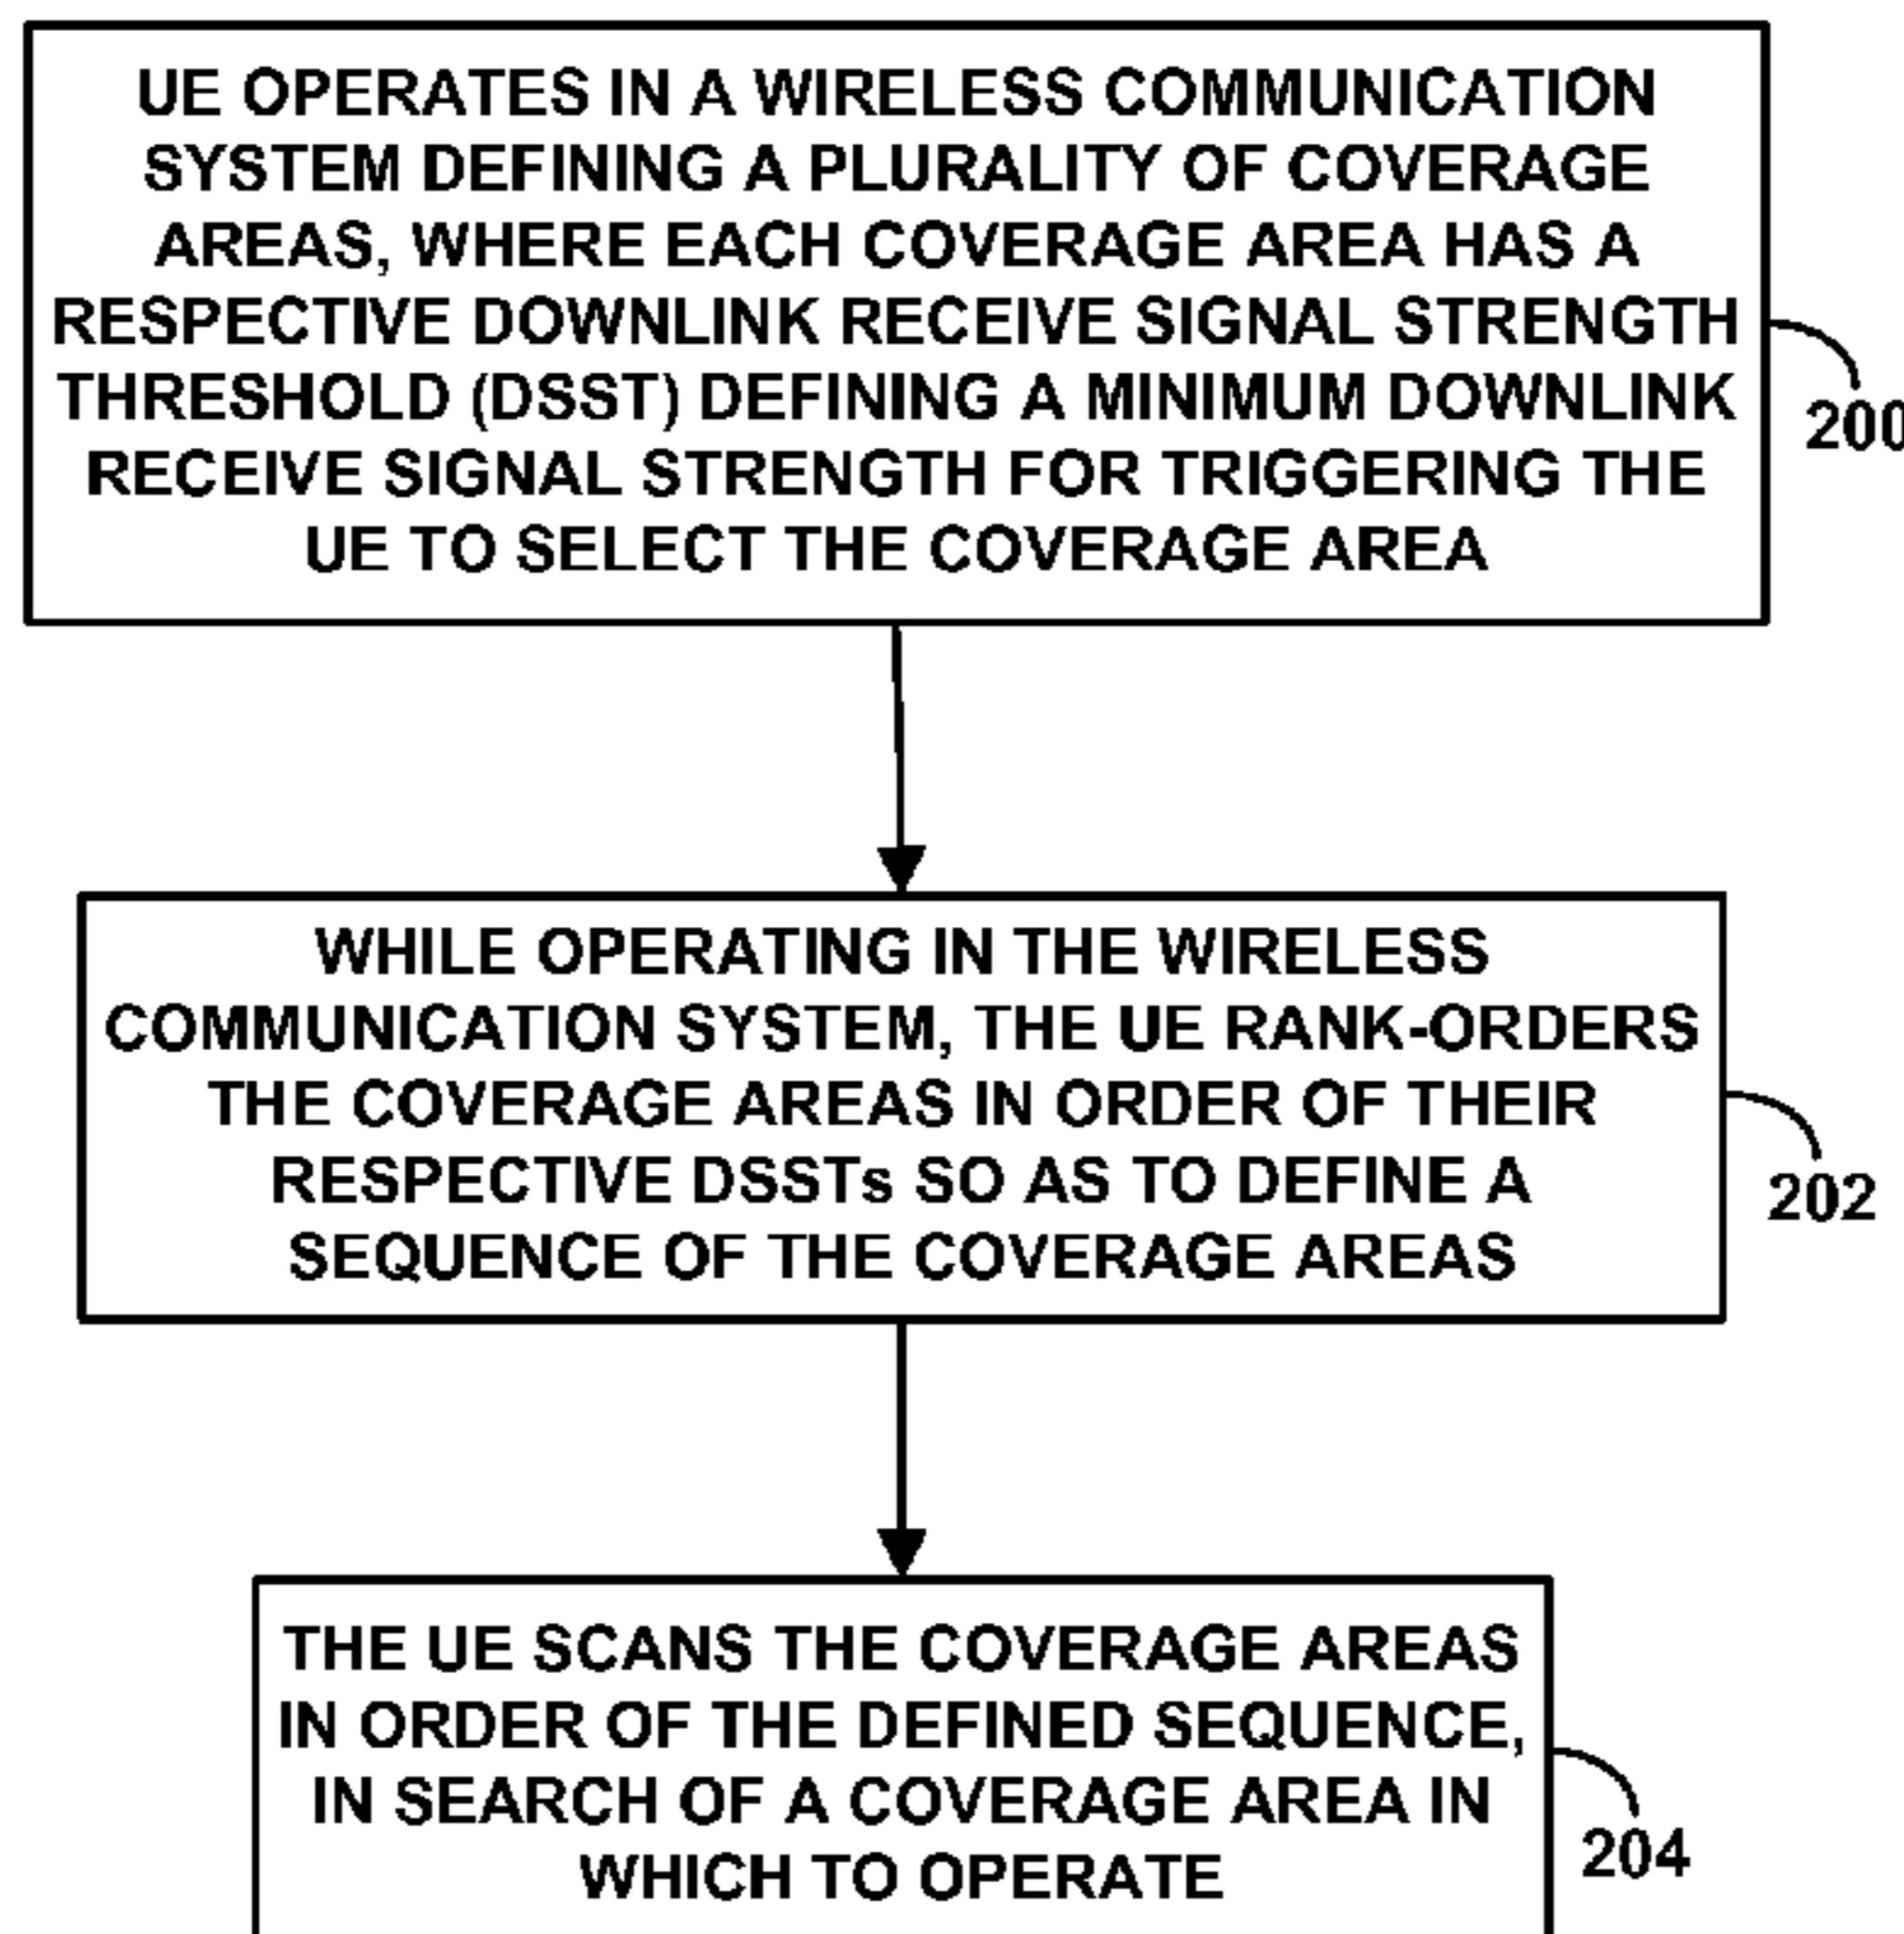 UE OPERATES IN A WIRELESS COMMUNICATION
SYSTEM DEFINING A PLURALITY OF COVERAGE
AREAS, WHERE EACH COVERAGE AREA HAS A
RESPECTIVE DOWNLINK RECEIVE SIGNAL STRENGTH
THRESHOLD (DSST) DEFINING A MINIMUM DOWNLINK
RECEIVE SIGNAL STRENGTH FOR TRIGGERING THE
UE TO SELECT THE COVERAGE AREA
200
WHILE OPERATING IN THE WIRELESS
COMMUNICATION SYSTEM, THE UE RANK-ORDERS
THE COVERAGE AREAS IN ORDER OF THEIR
RESPECTIVE DSSTs SO AS TO DEFINE A
SEQUENCE OF THE COVERAGE AREAS
202
THE UE SCANS THE COVERAGE AREAS
IN ORDER OF THE DEFINED SEQUENCE,
IN SEARCH OF A COVERAGE AREA IN
WHICH TO OPERATE
204